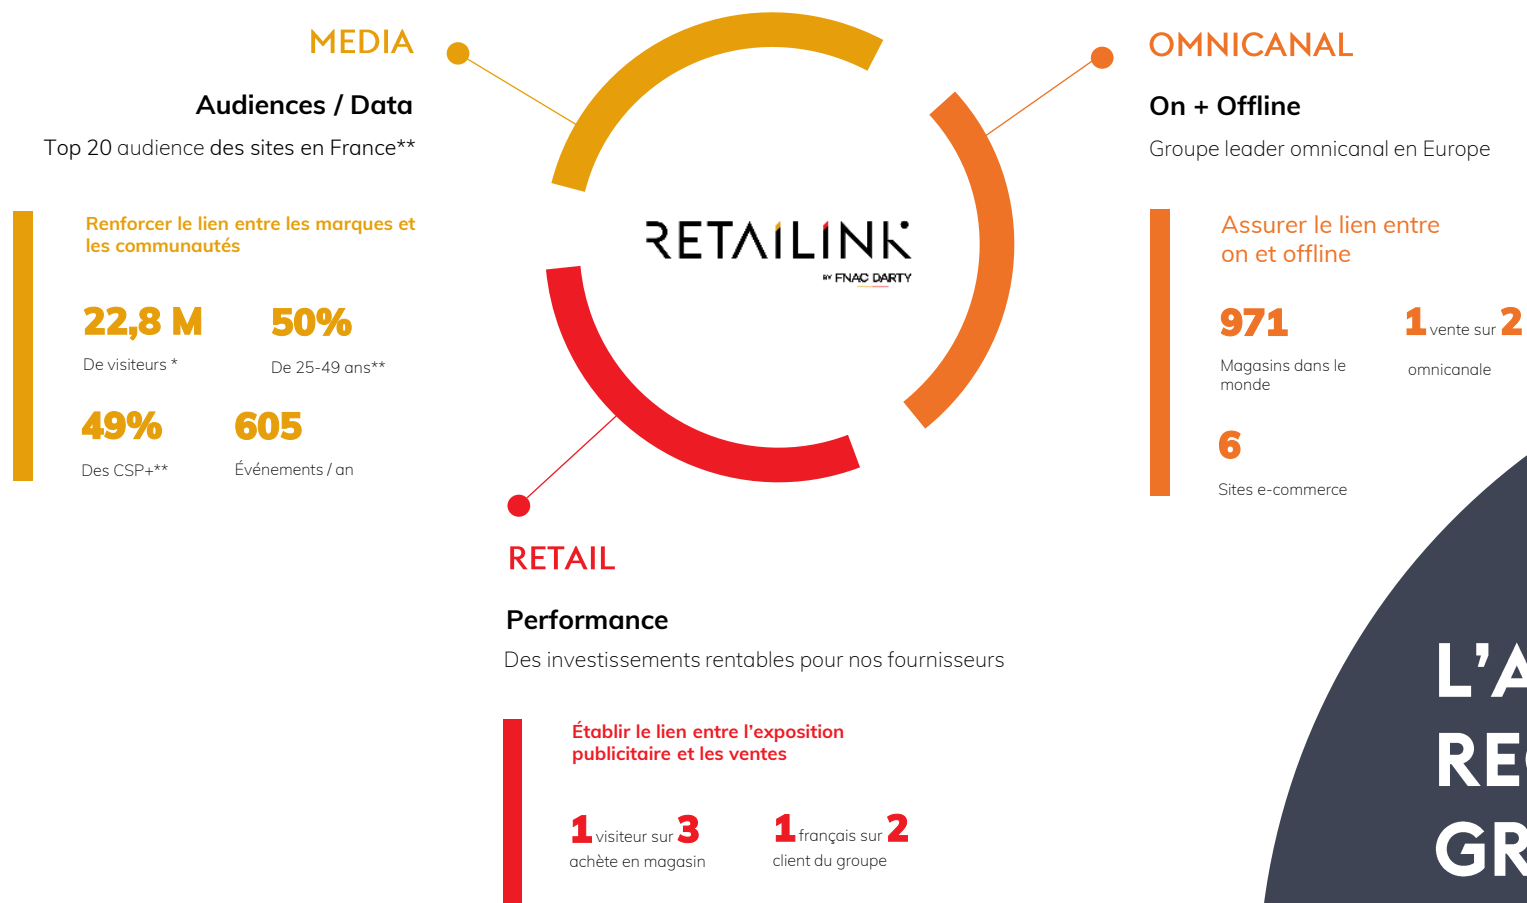 MEDIA
Audiences / Data
Top 20 audience des sites en France**
Renforcer le lien entre les marques et
les communautés
22,8 M
De visiteurs *
50%
De 25-49 ans**
49%
Des CSP+**
605
Événements / an
RETAILINK
BY FNAC DARTY
OMNICANAL
On + Offline
Groupe leader omnicanal en Europe
Assurer le lien entre
on et offline
971
Magasins dans le
monde
1 vente sur 2
omnicanale
6
Sites e-commerce
RETAIL
Performance
Des investissements rentables pour nos fournisseurs
Établir le lien entre l’exposition
publicitaire et les ventes
1 visiteur sur 3
achète en magasin
1 français sur 2
client du groupe